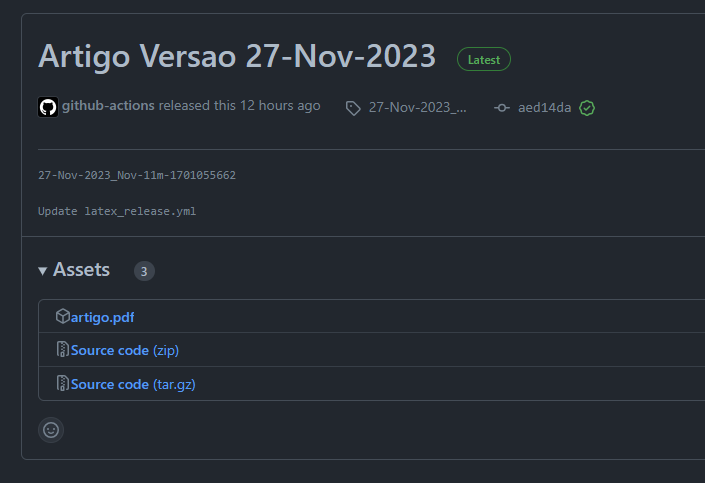 Artigo Versao 27-Nov-2023 Latest
github-actions released this 12 hours ago 27-Nov-2023_... aed14da
27-Nov-2023_Nov-11m-1701055662
Update latex_release.yml
Assets 3
artigo.pdf
Source code (zip)
Source code (tar.gz)